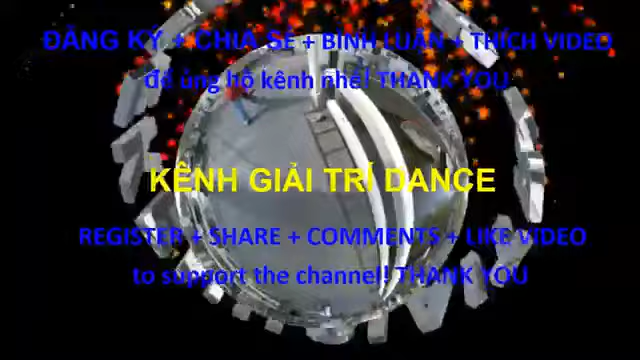 ĐĂNG KÝ + CHIA SẺ + BÌNH LUẬN + THÍCH VIDEO
để ủng hộ kênh nhé! THANK YOU
KÊNH GIẢI TRÍ DANCE
REGISTER + SHARE + COMMENTS + LIKE VIDEO
to support the channel! THANK YOU